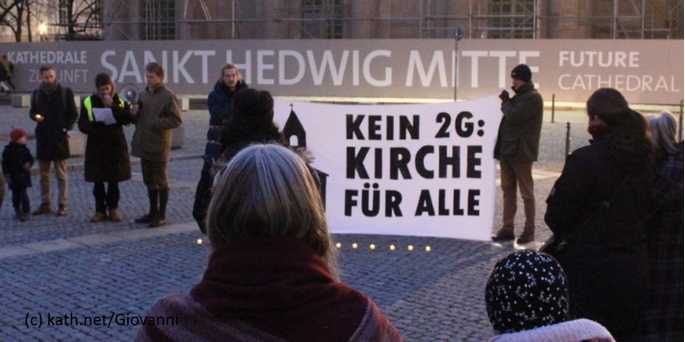 KATHEDRALE
ZUKUNFT
SANKT HEDWIG MITTE
FUTURE
CATHEDRAL
KEIN 2G:
KIRCHE
FÜR ALLE
(c) kath.net/Giovanni